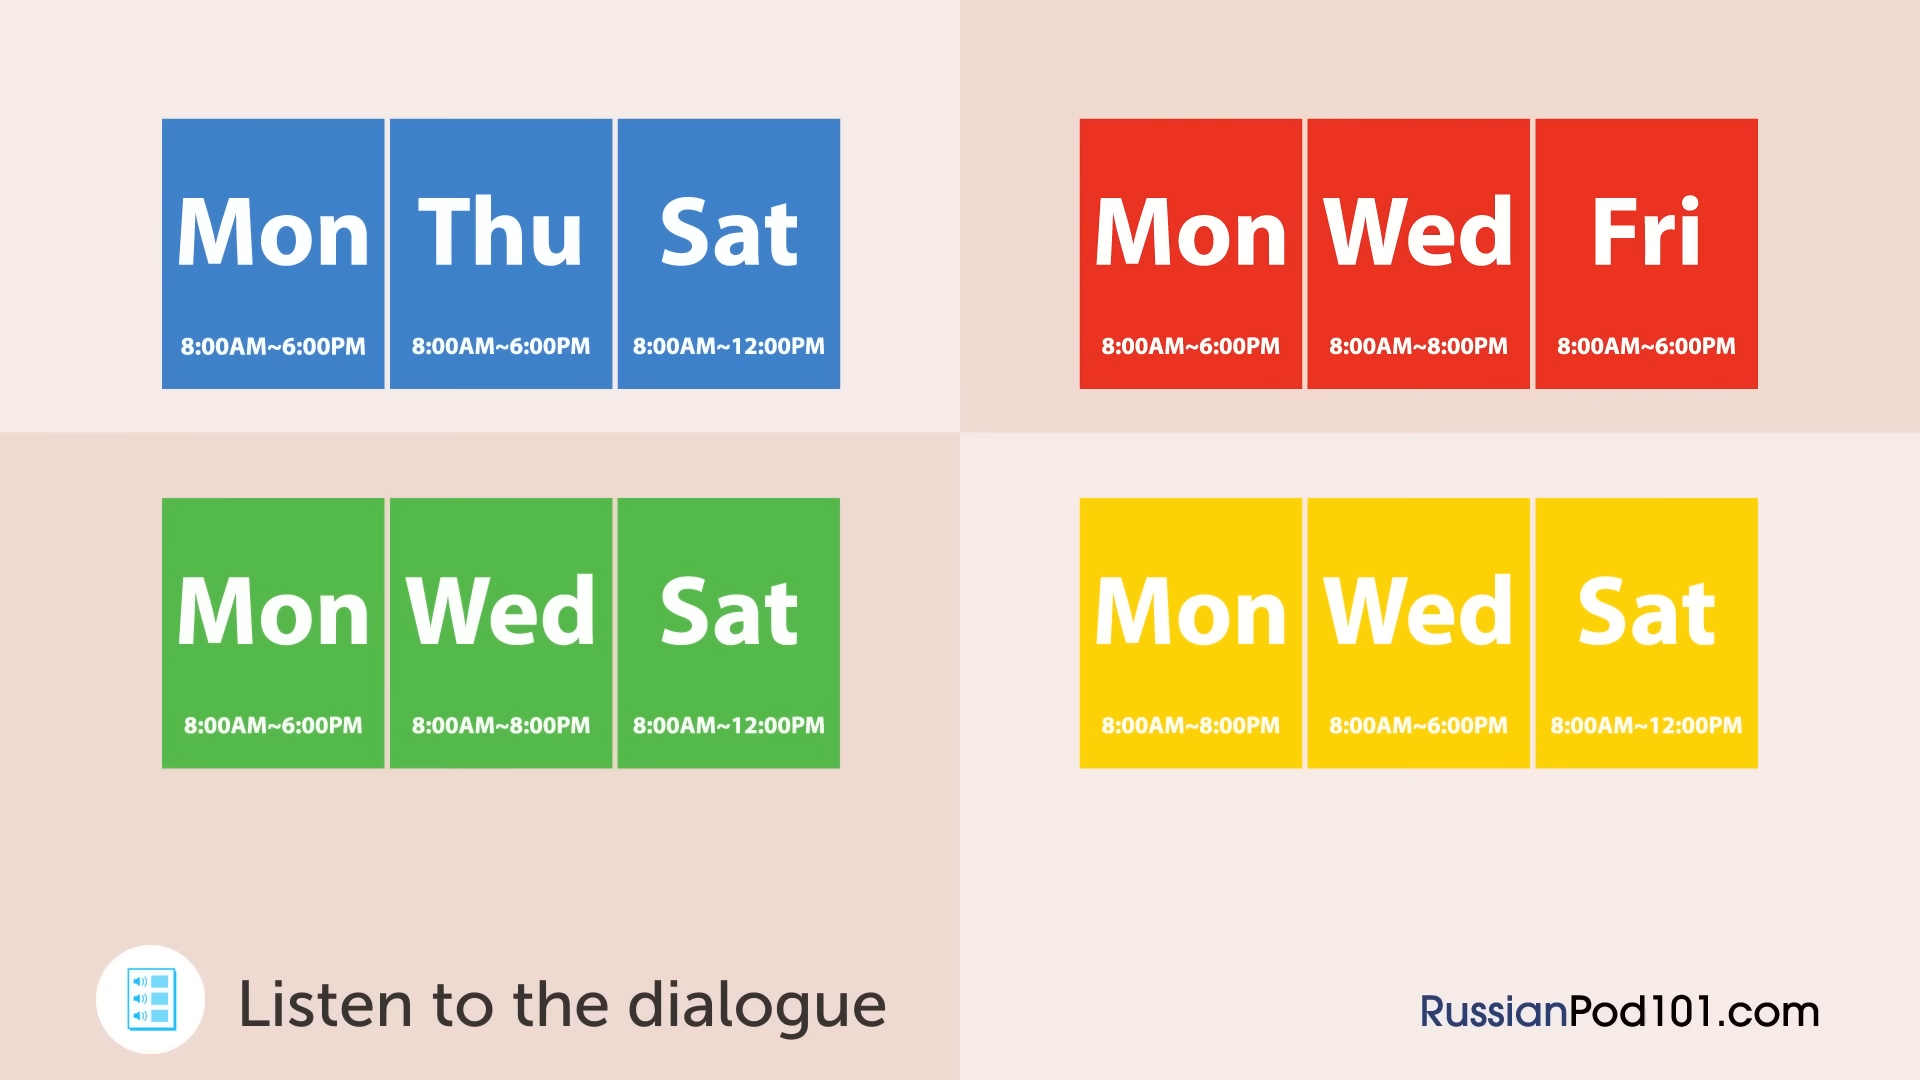 Mon Thu Sat
8:00AM~6:00PM 8:00AM~6:00PM 8:00AM~12:00PM
Mon Wed Fri
8:00AM~6:00PM 8:00AM~8:00PM 8:00AM~6:00PM
Mon Wed Sat
8:00AM~6:00PM 8:00AM~8:00PM 8:00AM~12:00PM
Mon Wed Sat
8:00AM~8:00PM 8:00AM~6:00PM 8:00AM~12:00PM
Listen to the dialogue
RussianPod101.com